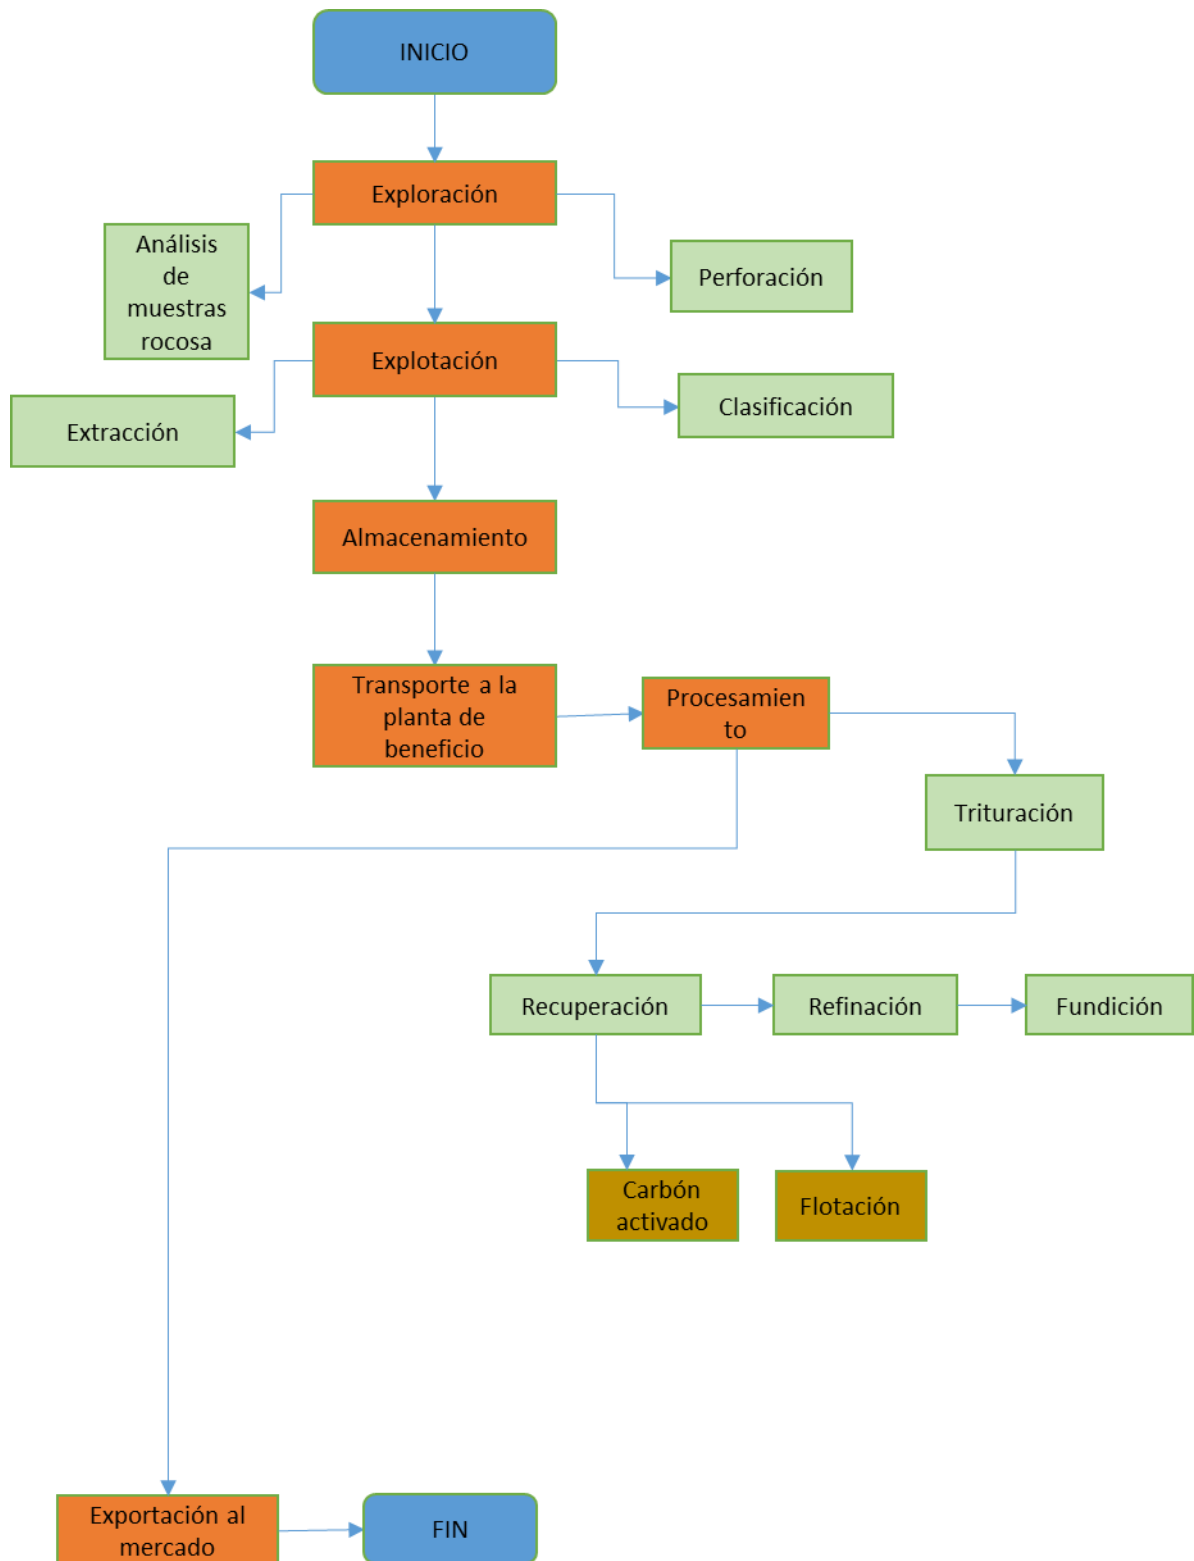 INICIO
Exploración
Análisis
de
muestras
rocosa
Perforación
Explotación
Extracción
Clasificación
Almacenamiento
Transporte a la
planta de
beneficio
Procesamien
to
Trituración
Recuperación
Refinación
Fundición
Carbón
activado
Flotación
Exportación al
mercado
FIN